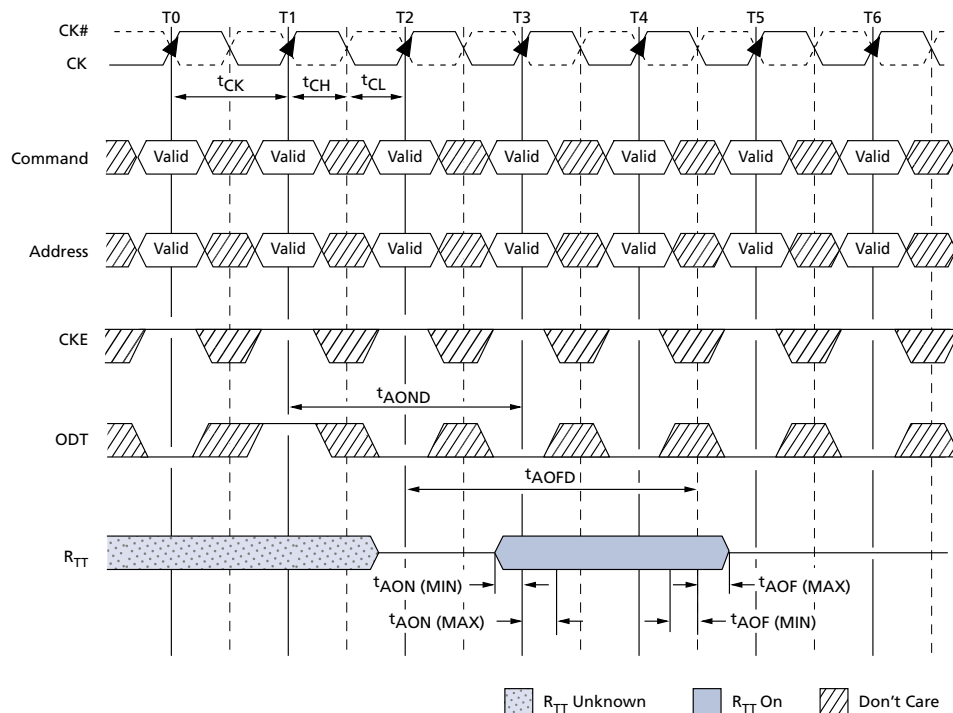 T0 T1 T2 T3 T4 T5 T6
CK#
CK
tCK tCH tCL
Command Valid Valid Valid Valid Valid Valid Valid
Address Valid Valid Valid Valid Valid Valid Valid
CKE
tAOND
ODT
tAOFD
RTT
tAON (MIN) tAOF (MAX)
tAON (MAX) tAOF (MIN)
RTT Unknown RTT On Don't Care